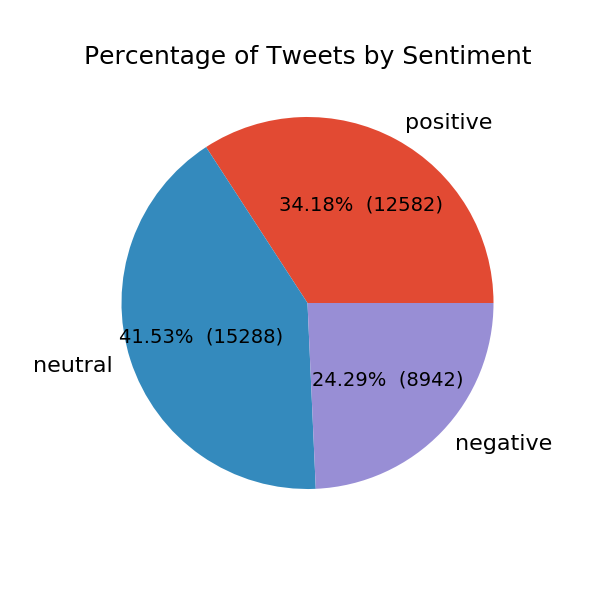 Percentage of Tweets by Sentiment
positive
34.18% (12582)
41.53% (15288)
neutral
24.29% (8942)
negative